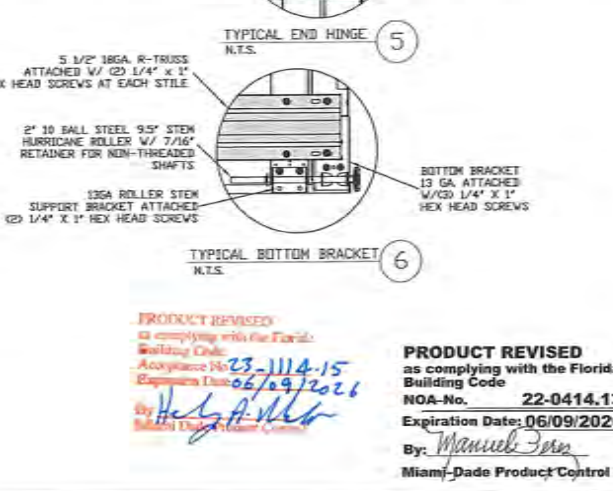 TYPICAL END HINGE
N.T.S.
5
5 1/2" 18GA. R-TRUSS
ATTACHED W/ (2) 1/4" x 1"
X HEAD SCREWS AT EACH STILE
2" 10 BALL STEEL 9.5" STEM
HURRICANE ROLLER W/ 7/16"
RETAINER FOR NON-THREADED
SHAFTS
13GA ROLLER STEM
SUPPORT BRACKET ATTACHED
(2) 1/4" X 1" HEX HEAD SCREWS
BOTTOM BRACKET
13 GA. ATTACHED
W/(3) 1/4" X 1"
HEX HEAD SCREWS
TYPICAL BOTTOM BRACKET
N.T.S.
6
PRODUCT REVISED
as complying with the Florida
Building Code
Acceptance No 23-1114.15
Expiration Date 06/09/2026
By
Miami Dade Product Control
PRODUCT REVISED
as complying with the Florid
Building Code
NOA-No. 22-0414.1
Expiration Date: 06/09/202
By: Manuel Perez
Miami-Dade Product Control